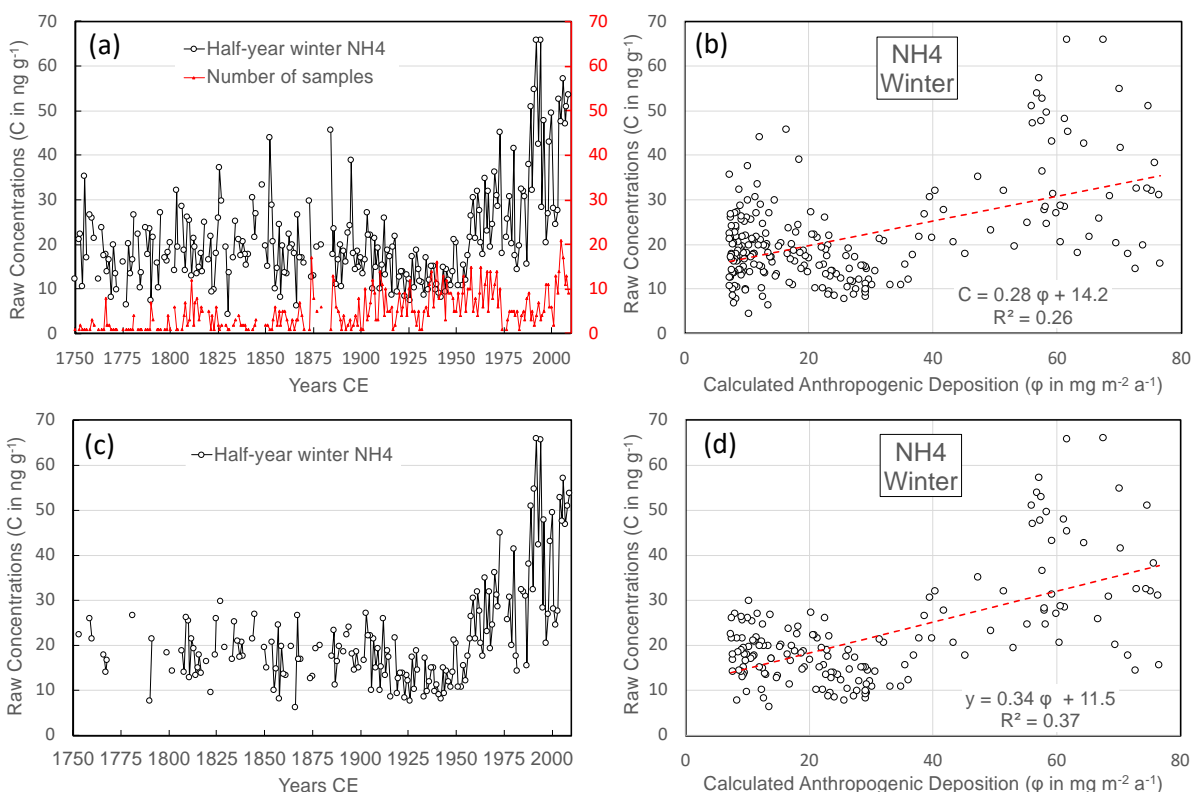 (a)
Half-year winter NH4
Number of samples
Raw Concentrations (C in ng g⁻¹)
70
60
50
40
30
20
10
0
70
60
50
40
30
20
10
0
1750 1775 1800 1825 1850 1875 1900 1925 1950 1975 2000
Years CE
(b)
NH4
Winter
Raw Concentrations (C in ng g⁻¹)
70
60
50
40
30
20
10
0
C = 0.28 φ + 14.2
R² = 0.26
0 20 40 60 80
Calculated Anthropogenic Deposition (φ in mg m⁻² a⁻¹)
(c)
Half-year winter NH4
Raw Concentrations (C in ng g⁻¹)
70
60
50
40
30
20
10
0
1750 1775 1800 1825 1850 1875 1900 1925 1950 1975 2000
Years CE
(d)
NH4
Winter
Raw Concentrations (C in ng g⁻¹)
70
60
50
40
30
20
10
0
y = 0.34 φ + 11.5
R² = 0.37
0 20 40 60 80
Calculated Anthropogenic Deposition (φ in mg m⁻² a⁻¹)